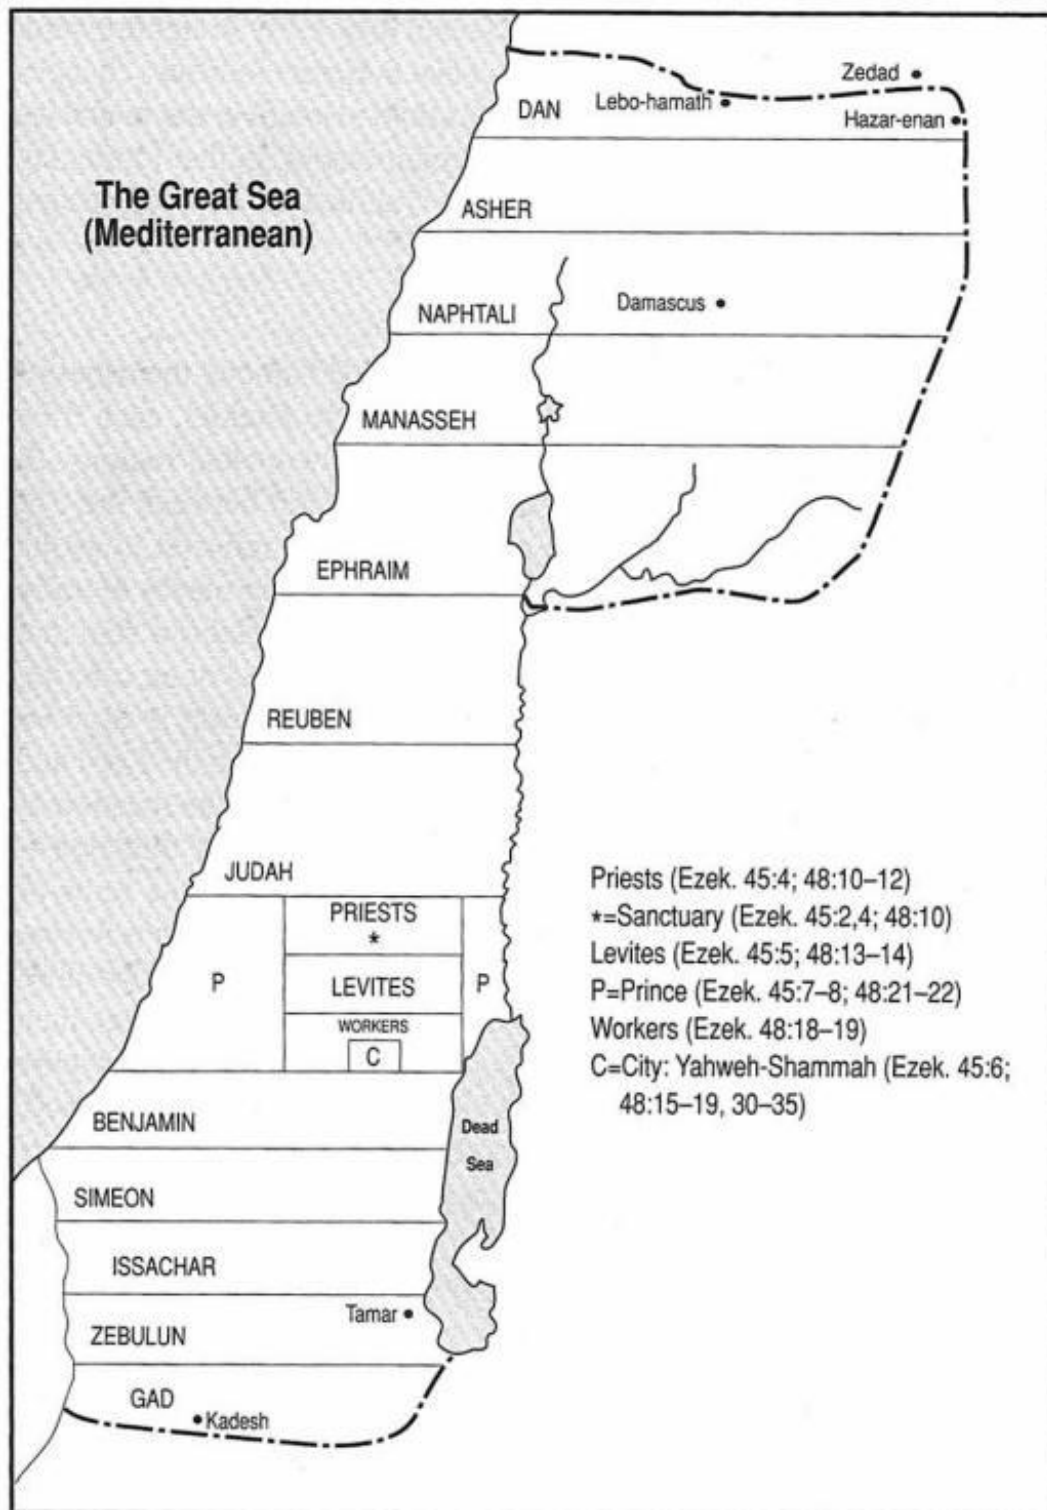 Zedad
Lebo-hamath
DAN
Hazar-enan
The Great Sea
(Mediterranean)
ASHER
Damascus
NAPHTALI
MANASSEH
EPHRAIM
REUBEN
JUDAH
PRIESTS
*
P
LEVITES
P
WORKERS
C
Priests (Ezek. 45:4; 48:10–12)
*=Sanctuary (Ezek. 45:2,4; 48:10)
Levites (Ezek. 45:5; 48:13–14)
P=Prince (Ezek. 45:7–8; 48:21–22)
Workers (Ezek. 48:18–19)
C=City: Yahweh-Shammah (Ezek. 45:6;
48:15–19, 30–35)
BENJAMIN
Dead
Sea
SIMEON
ISSACHAR
Tamar
ZEBULUN
GAD
Kadesh